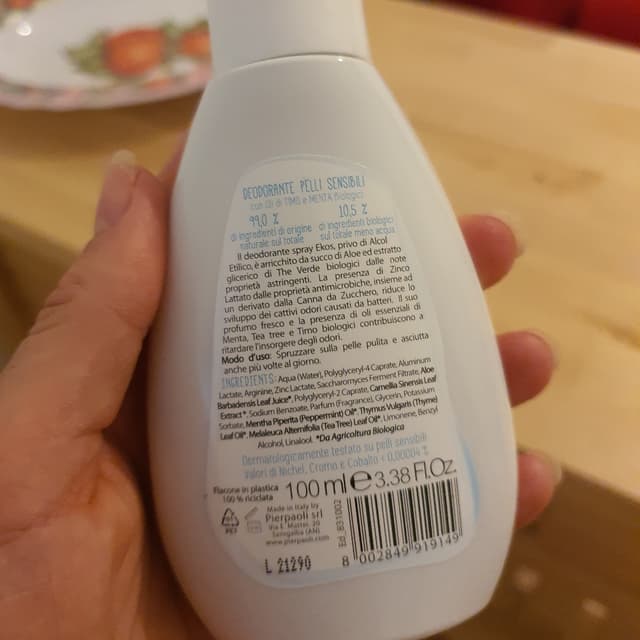 DEODORANTE PELLI SENSIBILI
con Oli di TIMO e MENTA Biologici
99,0 % 10,5 %
di ingredienti di origine di ingredienti biologici
naturale sul totale sul totale meno acqua
Il deodorante spray Ekos, privo di Alcol
Etilico, è arricchito da succo di Aloe ed estratto
glicerico di The Verde biologici dalle note
proprietà astringenti. La presenza di Zinco
Lattato dalle proprietà antimicrobiche, insieme ad
un derivato dalla Canna da Zucchero, riduce lo
sviluppo dei cattivi odori causati da batteri. Il suo
profumo fresco e la presenza di oli essenziali di
Menta, Tea tree e Timo biologici contribuiscono a
ritardare l'insorgere degli odori.
Modo d'uso: Spruzzare sulla pelle pulita e asciutta
anche più volte al giorno.
INGREDIENTS: Aqua (Water), Polyglyceryl-4 Caprate, Aluminum
Lactate, Arginine, Zinc Lactate, Saccharomyces Ferment Filtrate, Aloe
Barbadensis Leaf Juice*, Polyglyceryl-2 Caprate, Camellia Sinensis Leaf
Extract*, Sodium Benzoate, Parfum (Fragrance), Glycerin, Potassium
Sorbate, Mentha Piperita (Peppermint) Oil*, Thymus Vulgaris (Thyme)
Leaf Oil*, Melaleuca Alternifolia (Tea Tree) Leaf Oil*, Limonene, Benzyl
Alcohol, Linalool. *Da Agricoltura Biologica
Dermatologicamente testato su pelli sensibili
Valori di Nichel, Cromo e Cobalto < 0,00004 %
Flacone in plastica
100 % riciclata
100 ml e 3.38 Fl.Oz.
PET
Made in Italy by
Pierpaoli srl
Senigallia (AN)
www.pierpaoli.com
Ed. 831002
L 21290
8 002849 919149